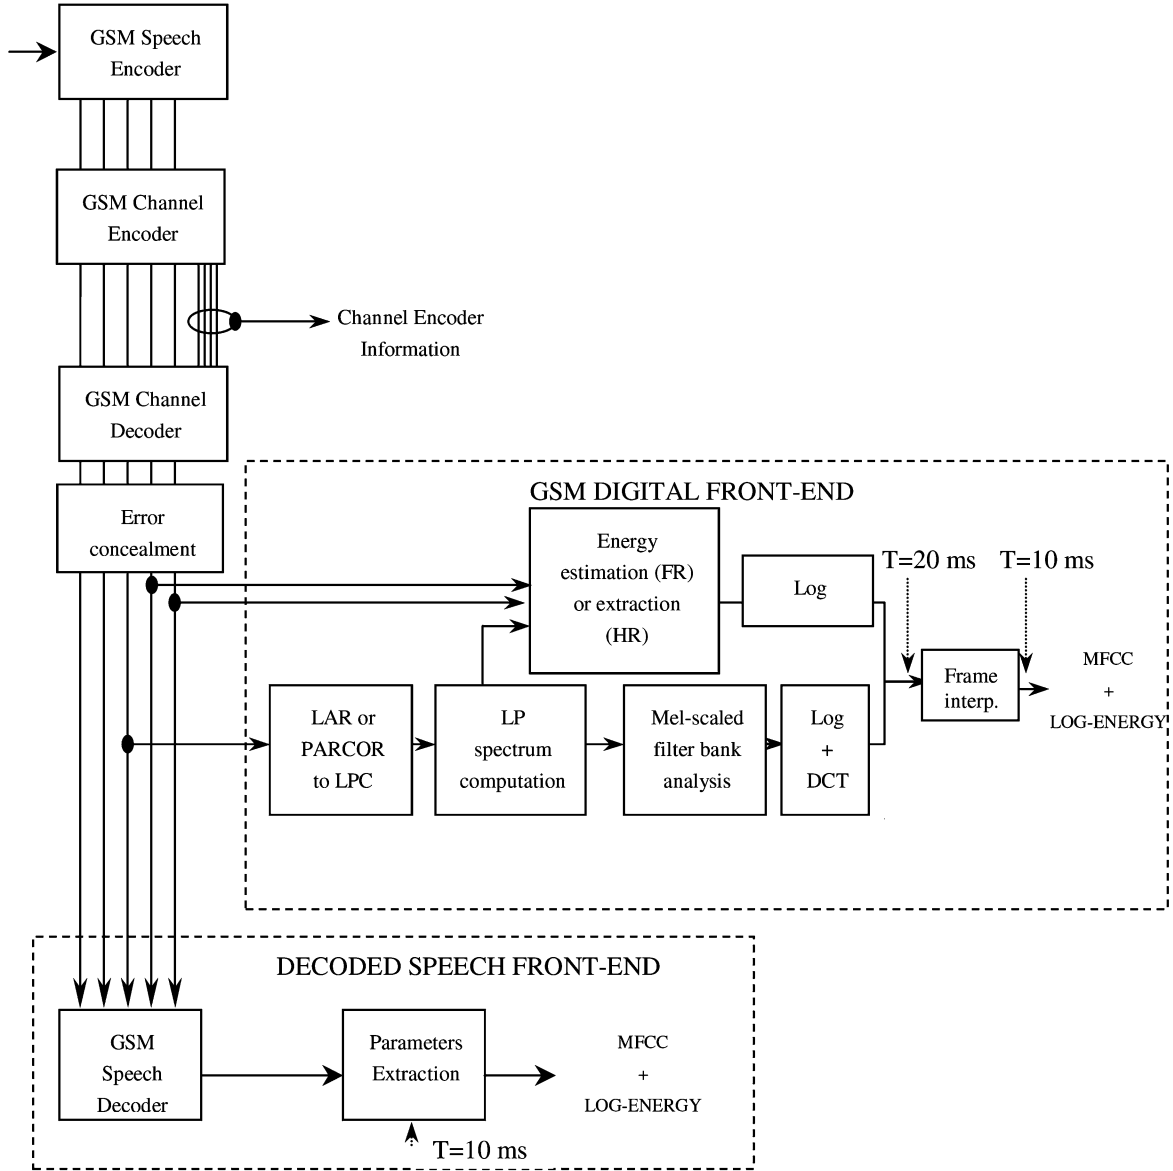 GSM Speech
Encoder
GSM Channel
Encoder
Channel Encoder
Information
GSM Channel
Decoder
Error
concealment
GSM DIGITAL FRONT-END
Energy
estimation (FR)
or extraction
(HR)
Log
T=20 ms
T=10 ms
Frame
interp.
MFCC
+
LOG-ENERGY
LAR or
PARCOR
to LPC
LP
spectrum
computation
Mel-scaled
filter bank
analysis
Log
+
DCT
DECODED SPEECH FRONT-END
GSM
Speech
Decoder
Parameters
Extraction
MFCC
+
LOG-ENERGY
T=10 ms